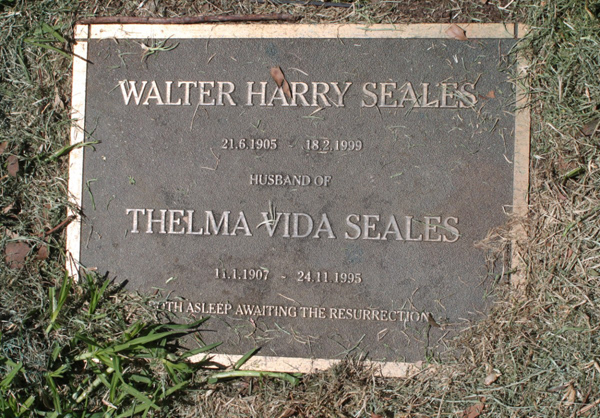 WALTER HARRY SEALES
21.6.1905 - 18.2.1999
HUSBAND OF
THELMA VIDA SEALES
11.1.1907 - 24.11.1995
ASLEEP AWAITING THE RESURRECTION